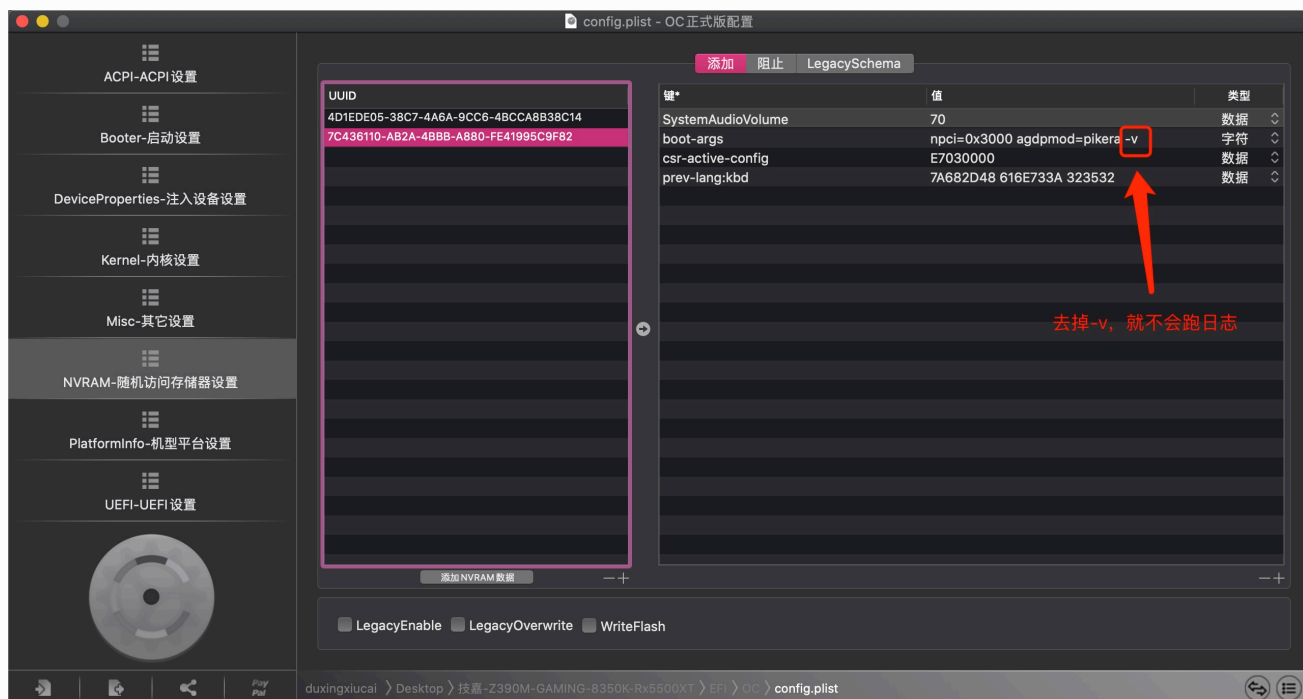 config.plist - OC正式版配置
ACPI-ACPI设置
Booter-启动设置
DeviceProperties-注入设备设置
Kernel-内核设置
Misc-其它设置
NVRAM-随机访问存储器设置
PlatformInfo-机型平台设置
UEFI-UEFI设置
添加 阻止 LegacySchema
UUID
4D1EDE05-38C7-4A6A-9CC6-4BCCA8B38C14
7C436110-AB2A-4BBB-A880-FE41995C9F82
键* 值 类型
SystemAudioVolume 70 数据
boot-args npci=0x3000 agdpmod=pikera -v 字符
csr-active-config E7030000 数据
prev-lang:kbd 7A682D48 616E733A 323532 数据
去掉-v，就不会跑日志
添加NVRAM数据
LegacyEnable LegacyOverwrite WriteFlash
Pay
Pal
duxingxiucai 〉Desktop 〉技嘉-Z390M-GAMING-8350K-Rx5500XT 〉EFI 〉OC 〉config.plist